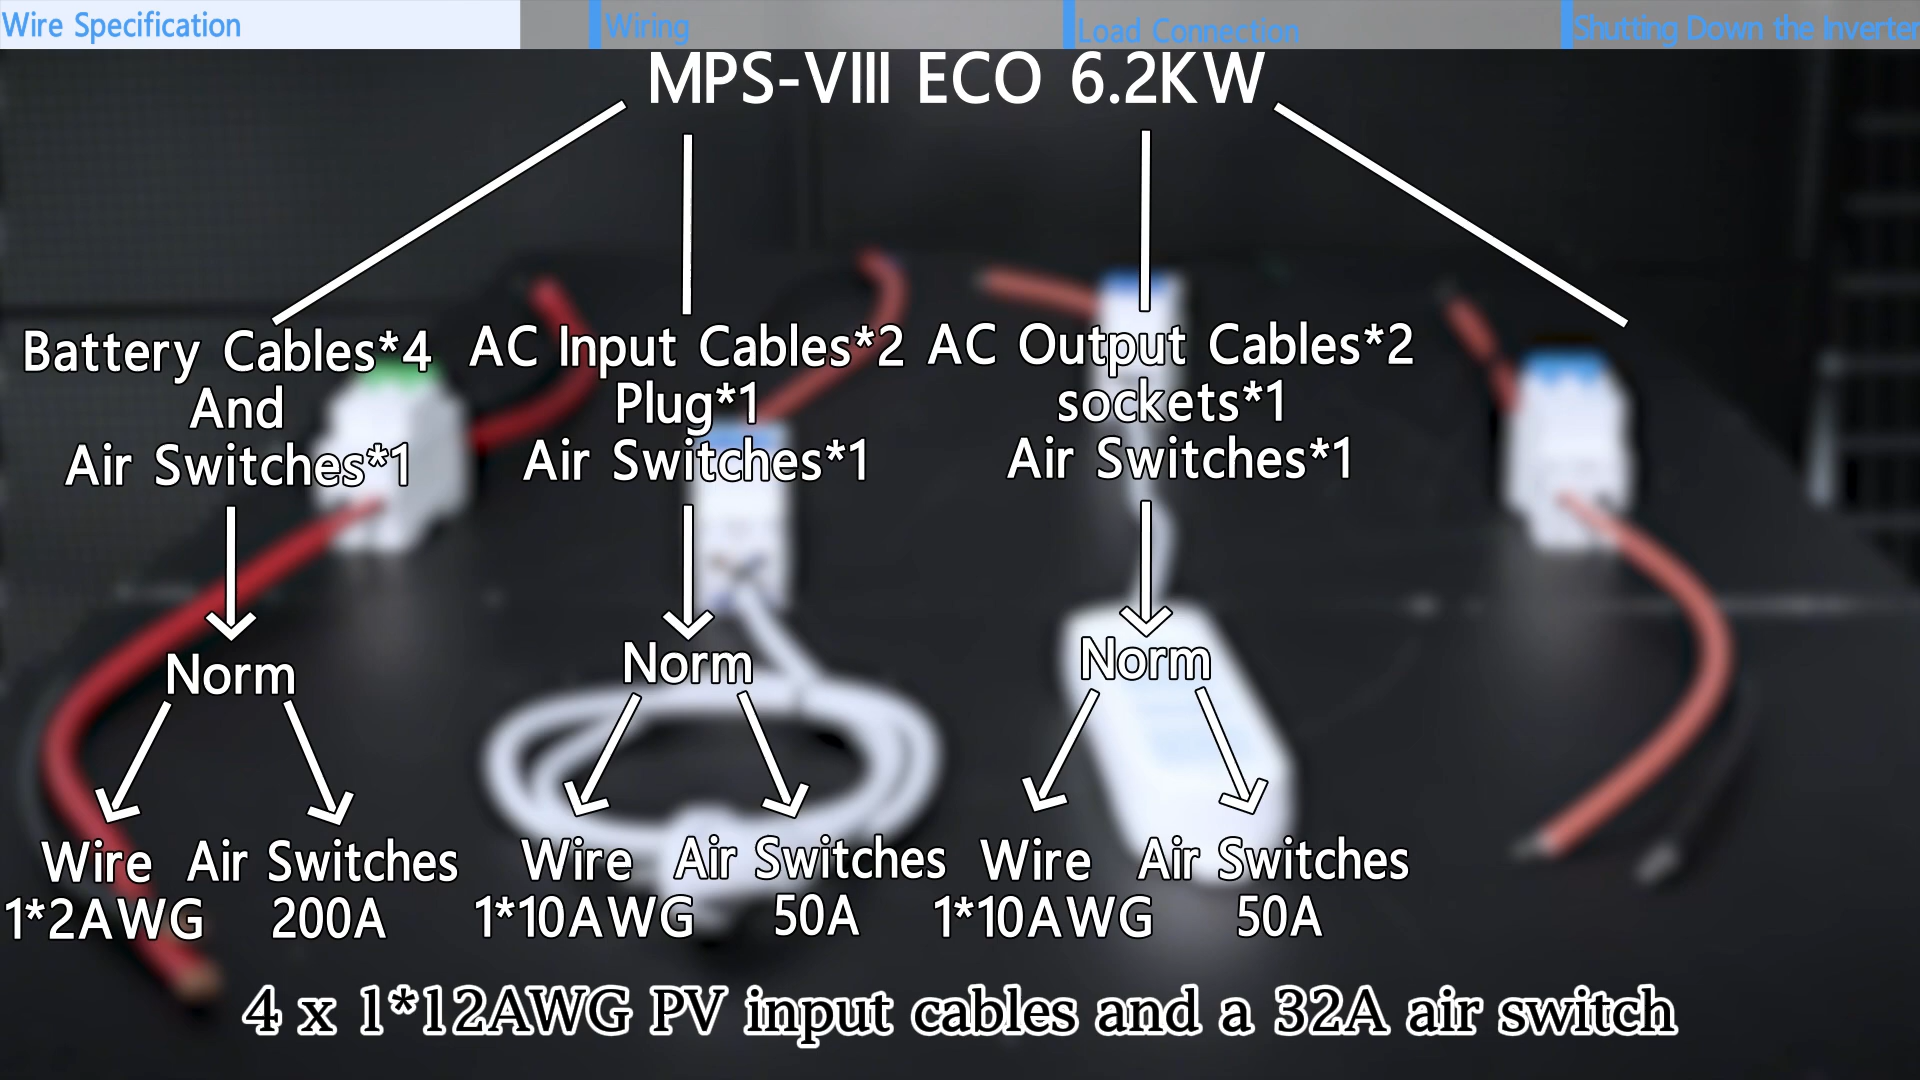 Wire Specification
Wiring
Load Connection
Shutting Down the Inverter
MPS-VIII ECO 6.2KW
Battery Cables*4
And
Air Switches*1
AC Input Cables*2
Plug*1
Air Switches*1
AC Output Cables*2
sockets*1
Air Switches*1
Norm
Norm
Norm
Wire
1*2AWG
Air Switches
200A
Wire
1*10AWG
Air Switches
50A
Wire
1*10AWG
Air Switches
50A
4 x 1*12AWG PV input cables and a 32A air switch